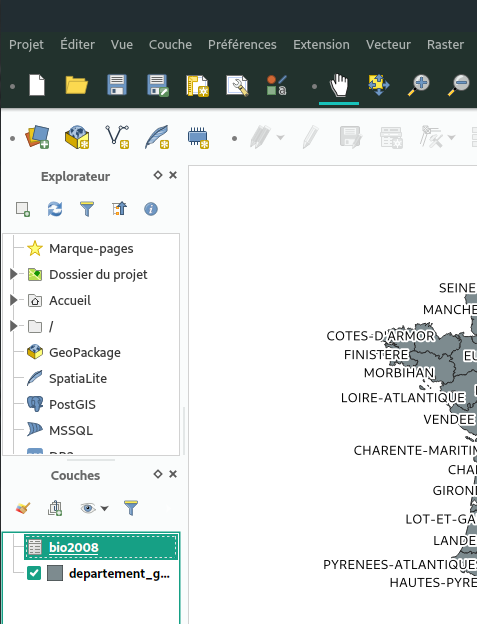 Projet Éditer Vue Couche Préférences Extension Vecteur Raster
Explorateur
Marque-pages
Dossier du projet
Accueil
/
GeoPackage
SpatiaLite
PostGIS
MSSQL
Couches
bio2008
departement_g...
SEINE
MANCHE
COTES-D'ARMOR
FINISTERE
EU
MORBIHAN
LOIRE-ATLANTIQUE
VENDEE
CHARENTE-MARITIM
CHA
GIROND
LOT-ET-GA
LANDE
PYRENEES-ATLANTIQUES
HAUTES-PYRE